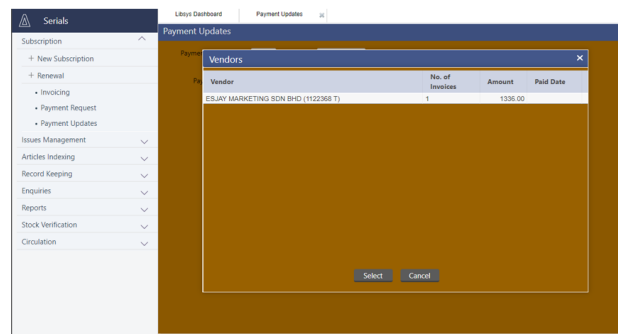 Serials
Libsys Dashboard
Payment Updates
Payment Updates
Subscription
+ New Subscription
+ Renewal
• Invoicing
• Payment Request
• Payment Updates
Issues Management
Articles Indexing
Record Keeping
Enquiries
Reports
Stock Verification
Circulation
Vendors
Vendor
No. of
Invoices
Amount
Paid Date
ESJAY MARKETING SDN BHD (1122368 T)
1
1336.00
Select
Cancel